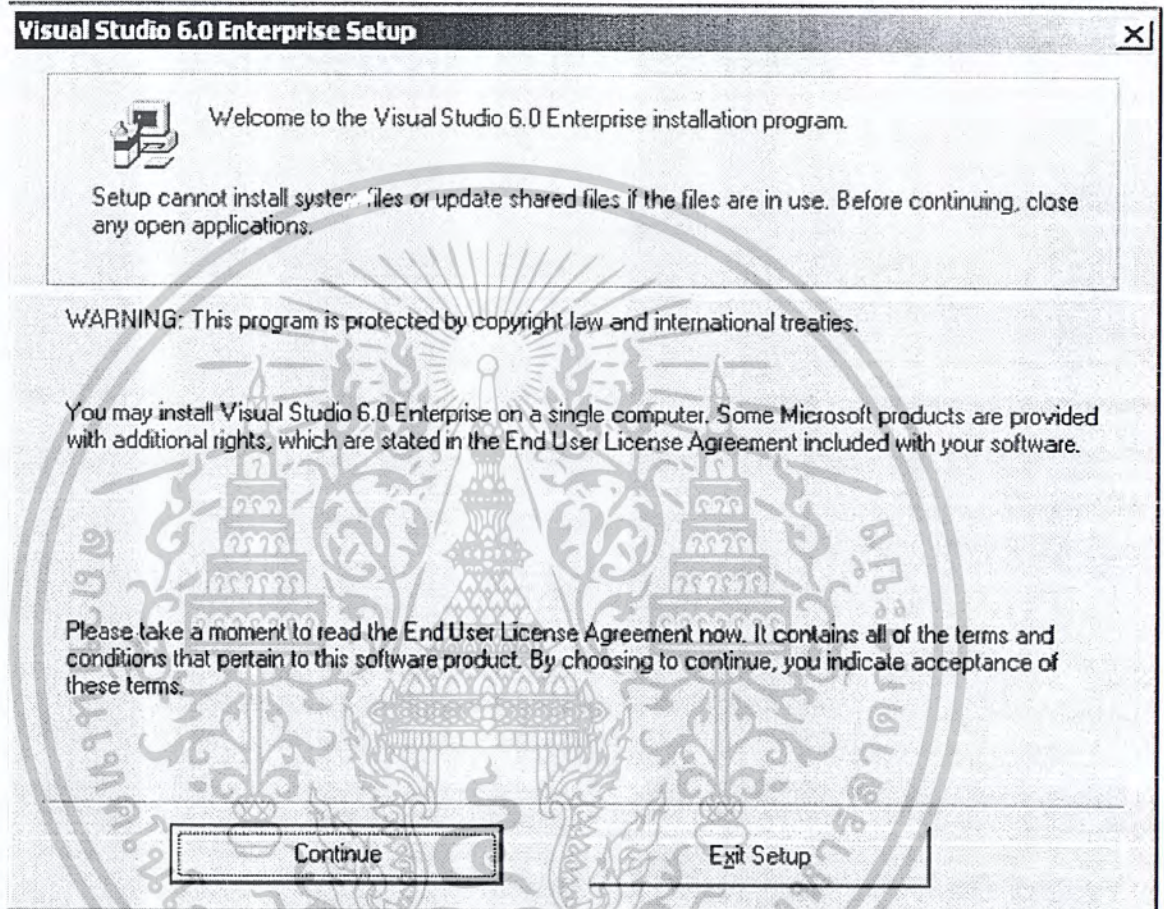 Visual Studio 6.0 Enterprise Setup
Welcome to the Visual Studio 6.0 Enterprise installation program.
Setup cannot install system files or update shared files if the files are in use. Before continuing, close
any open applications.
WARNING: This program is protected by copyright law and international treaties.
You may install Visual Studio 6.0 Enterprise on a single computer. Some Microsoft products are provided
with additional rights, which are stated in the End User License Agreement included with your software.
Please take a moment to read the End User License Agreement now. It contains all of the terms and
conditions that pertain to this software product. By choosing to continue, you indicate acceptance of
these terms.
Continue
Exit Setup